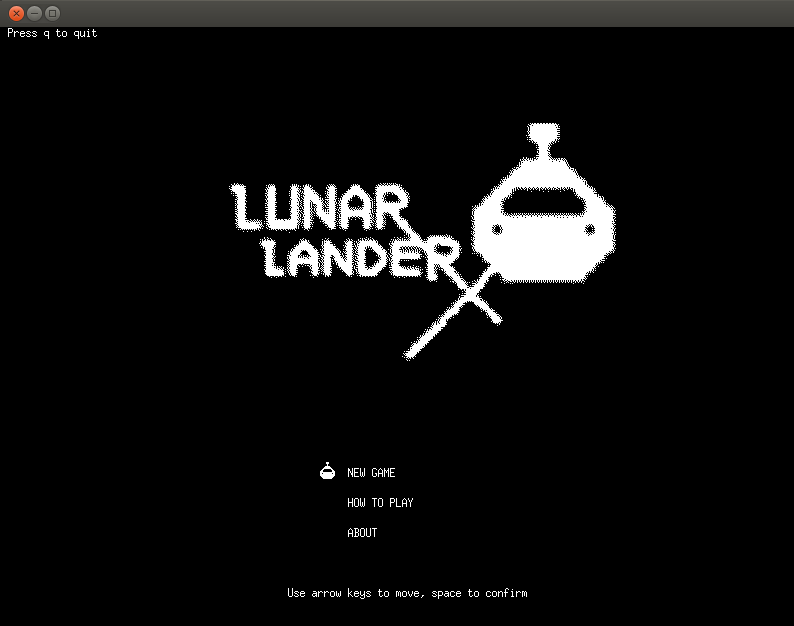 Press q to quit
LUNAR
LANDER
NEW GAME
HOW TO PLAY
ABOUT
Use arrow keys to move, space to confirm